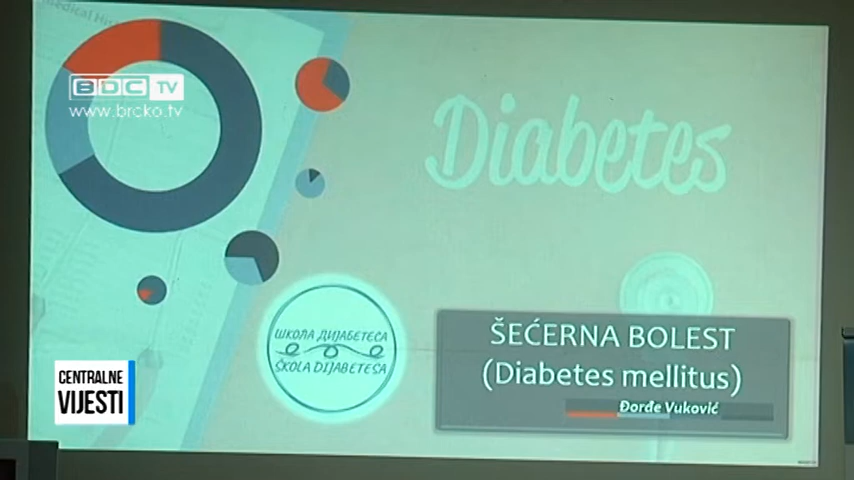 BDC TV
www.brcko.tv
Diabetes
ШКОЛА ДИЈАБЕТЕСА
ŠKOLA DIJABETESA
ŠEĆERNA BOLEST
(Diabetes mellitus)
Đorđe Vuković
CENTRALNE
VIJESTI